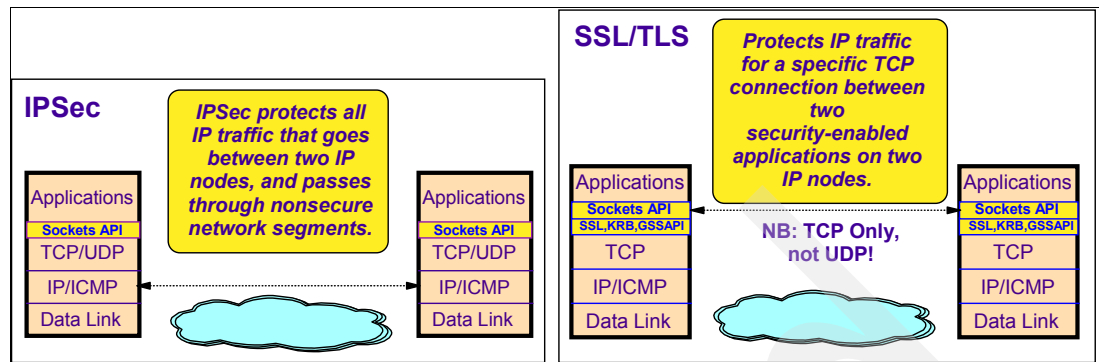 IPSec
IPSec protects all
IP traffic that goes
between two IP
nodes, and passes
through nonsecure
network segments.
Applications
Sockets API
TCP/UDP
IP/ICMP
Data Link
Applications
Sockets API
TCP/UDP
IP/ICMP
Data Link
SSL/TLS
Protects IP traffic
for a specific TCP
connection between
two
security-enabled
applications on two
IP nodes.
Applications
Sockets API
SSL,KRB,GSSAPI
TCP
IP/ICMP
Data Link
NB: TCP Only,
not UDP!
Applications
Sockets API
SSL,KRB,GSSAPI
TCP
IP/ICMP
Data Link